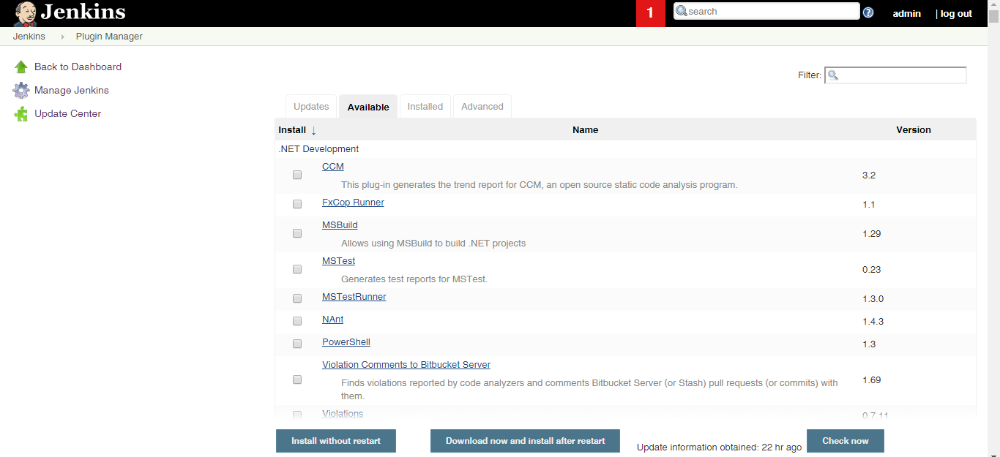 Jenkins
1
search
?
admin
| log out
Jenkins
Plugin Manager
Back to Dashboard
Manage Jenkins
Update Center
Filter:
Updates
Available
Installed
Advanced
Install ↓
Name
Version
.NET Development
CCM
This plug-in generates the trend report for CCM, an open source static code analysis program.
3.2
FxCop Runner
1.1
MSBuild
Allows using MSBuild to build .NET projects
1.29
MSTest
Generates test reports for MSTest.
0.23
MSTestRunner
1.3.0
NAnt
1.4.3
PowerShell
1.3
Violation Comments to Bitbucket Server
Finds violations reported by code analyzers and comments Bitbucket Server (or Stash) pull requests (or commits) with
them.
1.69
Violations
0.7.11
Install without restart
Download now and install after restart
Update information obtained: 22 hr ago
Check now